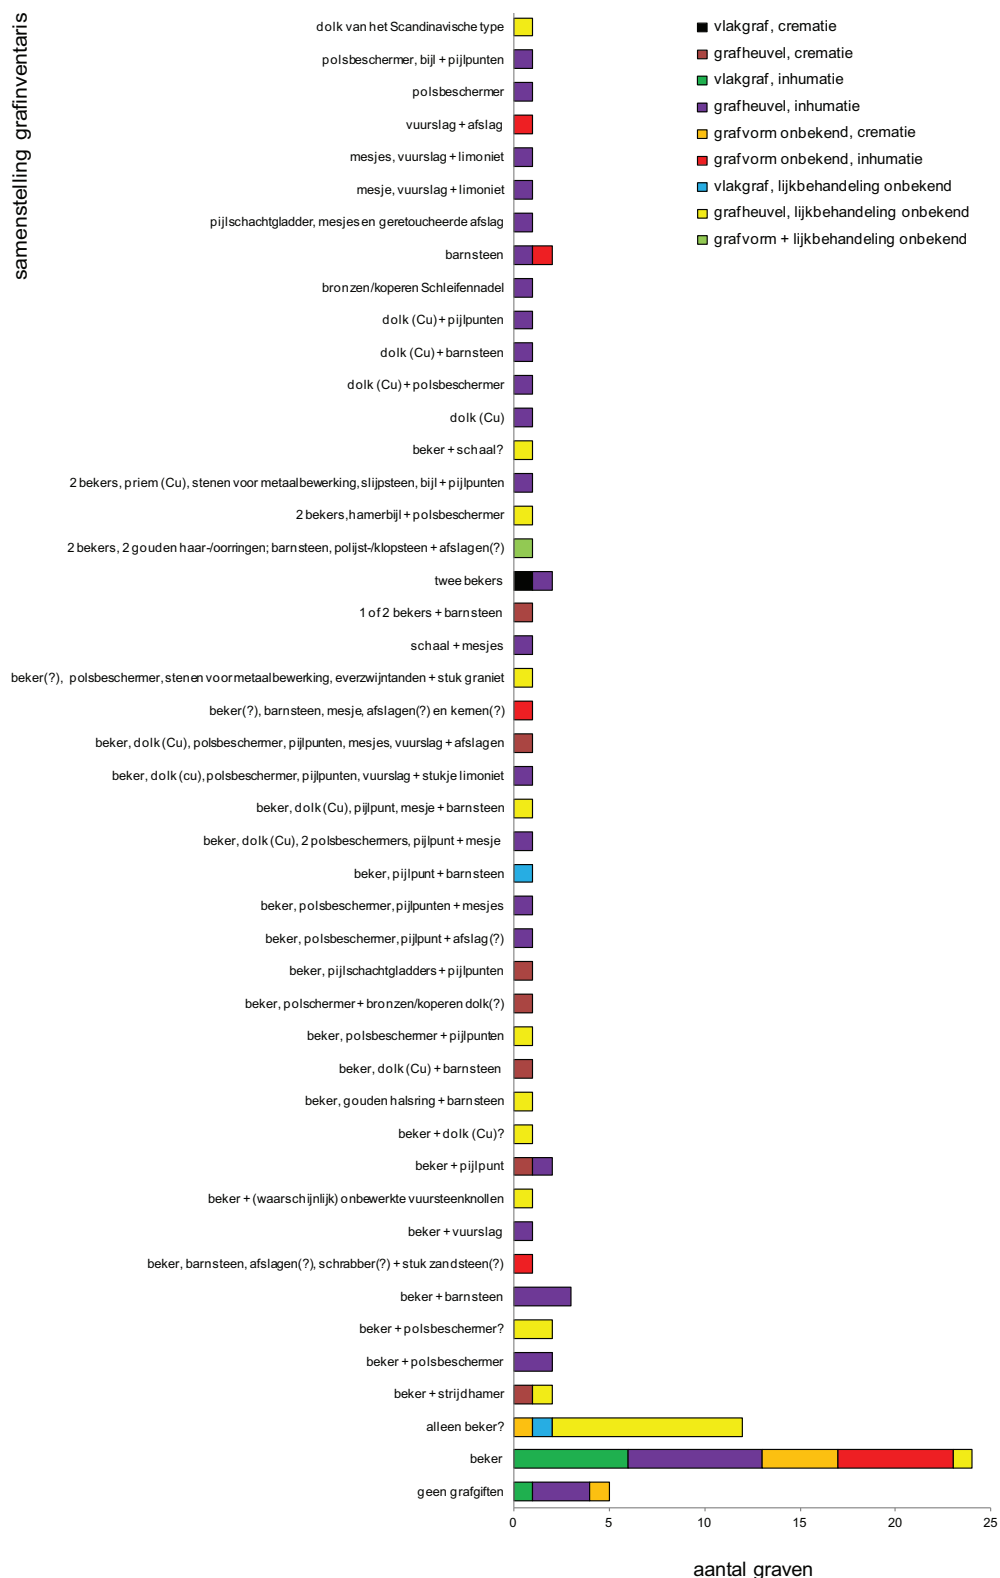 samenstelling grafinventaris
dolk van het Scandinavische type
polsbeschermer, bijl + pijlpunten
polsbeschermer
vuurslag + afslag
mesjes, vuurslag + limoniet
mesje, vuurslag + limoniet
pijlschachtgladder, mesjes en geretoucheerde afslag
barnsteen
bronzen/koperen Schleifennadel
dolk (Cu) + pijlpunten
dolk (Cu) + barnsteen
dolk (Cu) + polsbeschermer
dolk (Cu)
beker + schaal?
2 bekers, priem (Cu), stenen voor metaalbewerking, slijpsteen, bijl + pijlpunten
2 bekers, hamerbijl + polsbeschermer
2 bekers, 2 gouden haar-/oorringen; barnsteen, polijst-/klopsteen + afslagen(?)
twee bekers
1 of 2 bekers + barnsteen
schaal + mesjes
beker(?), polsbeschermer, stenen voor metaalbewerking, everzwijntanden + stuk graniet
beker(?), barnsteen, mesje, afslagen(?) en kernen(?)
beker, dolk (Cu), polsbeschermer, pijlpunten, mesjes, vuurslag + afslagen
beker, dolk (cu), polsbeschermer, pijlpunten, vuurslag + stukje limoniet
beker, dolk (Cu), pijlpunt, mesje + barnsteen
beker, dolk (Cu), 2 polsbeschermers, pijlpunt + mesje
beker, pijlpunt + barnsteen
beker, polsbeschermer, pijlpunten + mesjes
beker, polsbeschermer, pijlpunt + afslag(?)
beker, pijlschachtgladders + pijlpunten
beker, polschermer + bronzen/koperen dolk(?)
beker, polsbeschermer + pijlpunten
beker, dolk (Cu) + barnsteen
beker, gouden halsring + barnsteen
beker + dolk (Cu)?
beker + pijlpunt
beker + (waarschijnlijk) onbewerkte vuursteenknollen
beker + vuurslag
beker, barnsteen, afslagen(?), schrabber(?) + stuk zandsteen(?)
beker + barnsteen
beker + polsbeschermer?
beker + polsbeschermer
beker + strijdhamer
alleen beker?
beker
geen grafgiften
0 5 10 15 20 25
aantal graven
vlakgraf, crematie
grafheuvel, crematie
vlakgraf, inhumatie
grafheuvel, inhumatie
grafvorm onbekend, crematie
grafvorm onbekend, inhumatie
vlakgraf, lijkbehandeling onbekend
grafheuvel, lijkbehandeling onbekend
grafvorm + lijkbehandeling onbekend